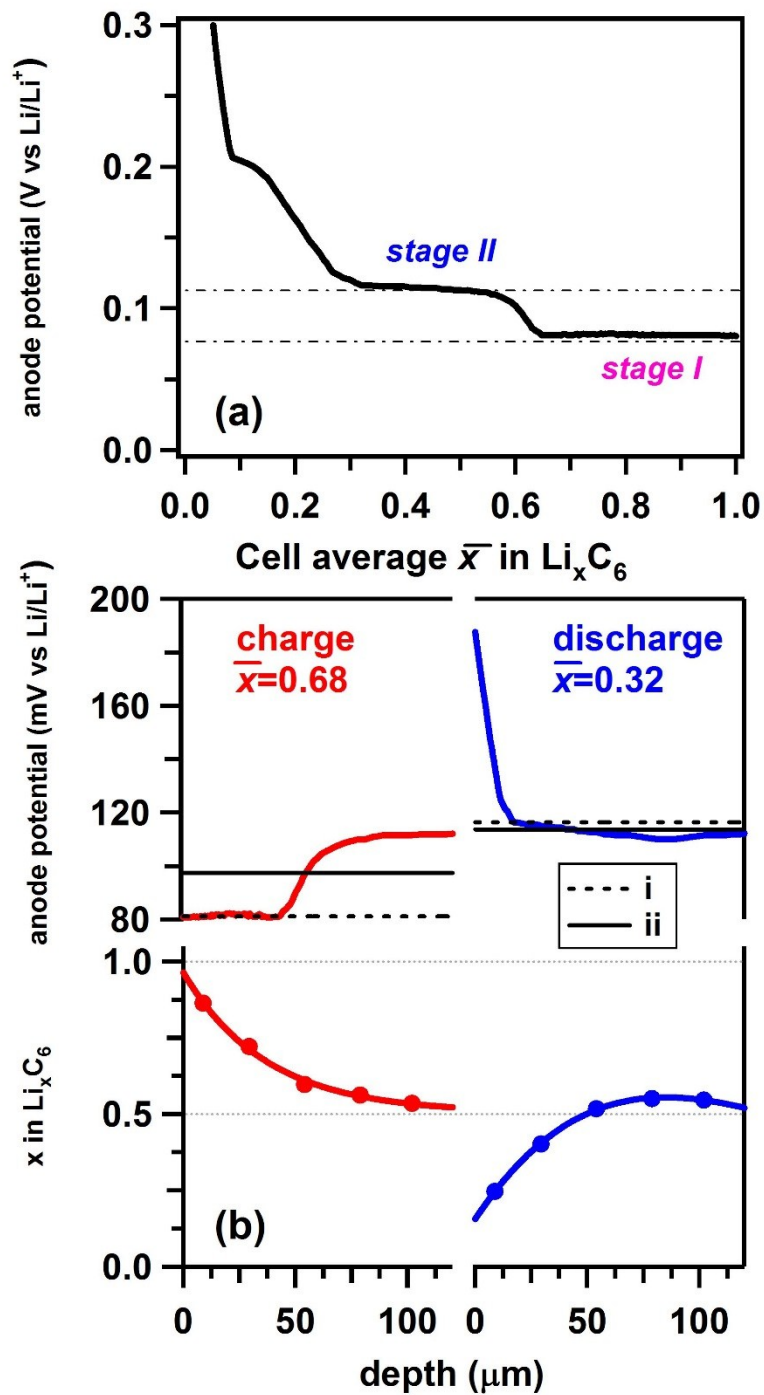 anode potential (V vs Li/Li⁺)
0.3
0.2
0.1
0.0
stage II
stage I
(a)
0.0 0.2 0.4 0.6 0.8 1.0
Cell average x̄ in LiₓC₆
anode potential (mV vs Li/Li⁺)
200
160
120
80
charge
x̄=0.68
discharge
x̄=0.32
i
ii
x in LiₓC₆
1.0
0.5
0.0
(b)
0 50 100 0 50 100
depth (μm)